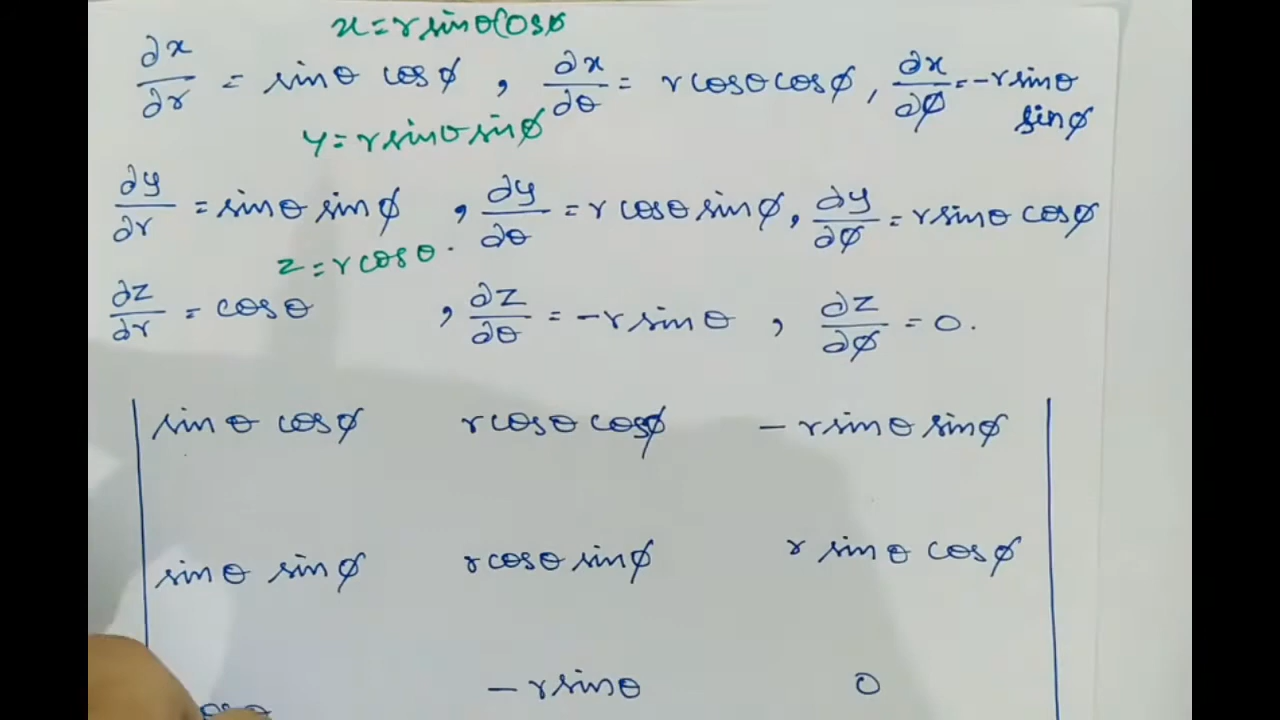 x = r sinθ cosφ
∂x/∂r = sinθ cosφ , ∂x/∂θ = r cosθ cosφ , ∂x/∂φ = -r sinθ sinφ
y = r sinθ sinφ
∂y/∂r = sinθ sinφ , ∂y/∂θ = r cosθ sinφ , ∂y/∂φ = r sinθ cosφ
z = r cosθ .
∂z/∂r = cosθ , ∂z/∂θ = -r sinθ , ∂z/∂φ = 0 .
| sinθ cosφ r cosθ cosφ - r sinθ sinφ |
| sinθ sinφ r cosθ sinφ r sinθ cosφ |
- r sinθ 0 |